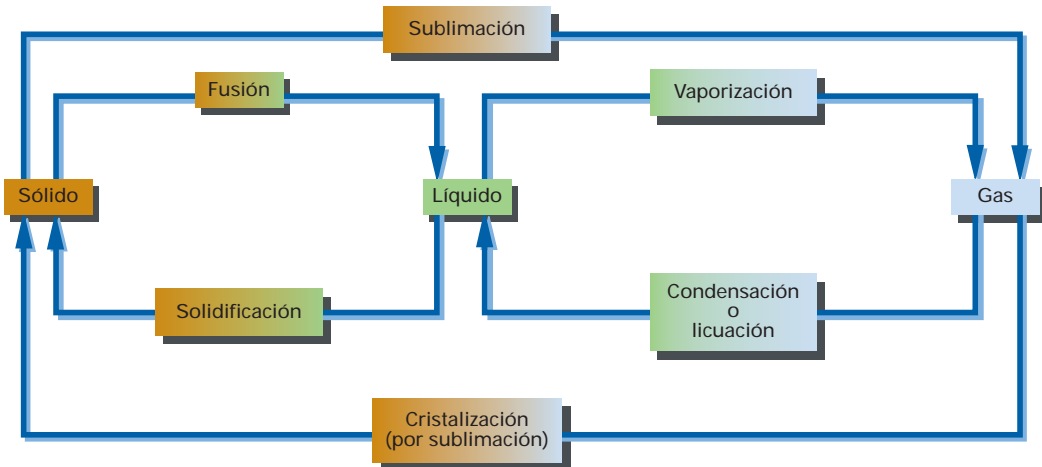 Sublimación
Fusión
Vaporización
Sólido
Líquido
Gas
Solidificación
Condensación
o
licuación
Cristalización
(por sublimación)